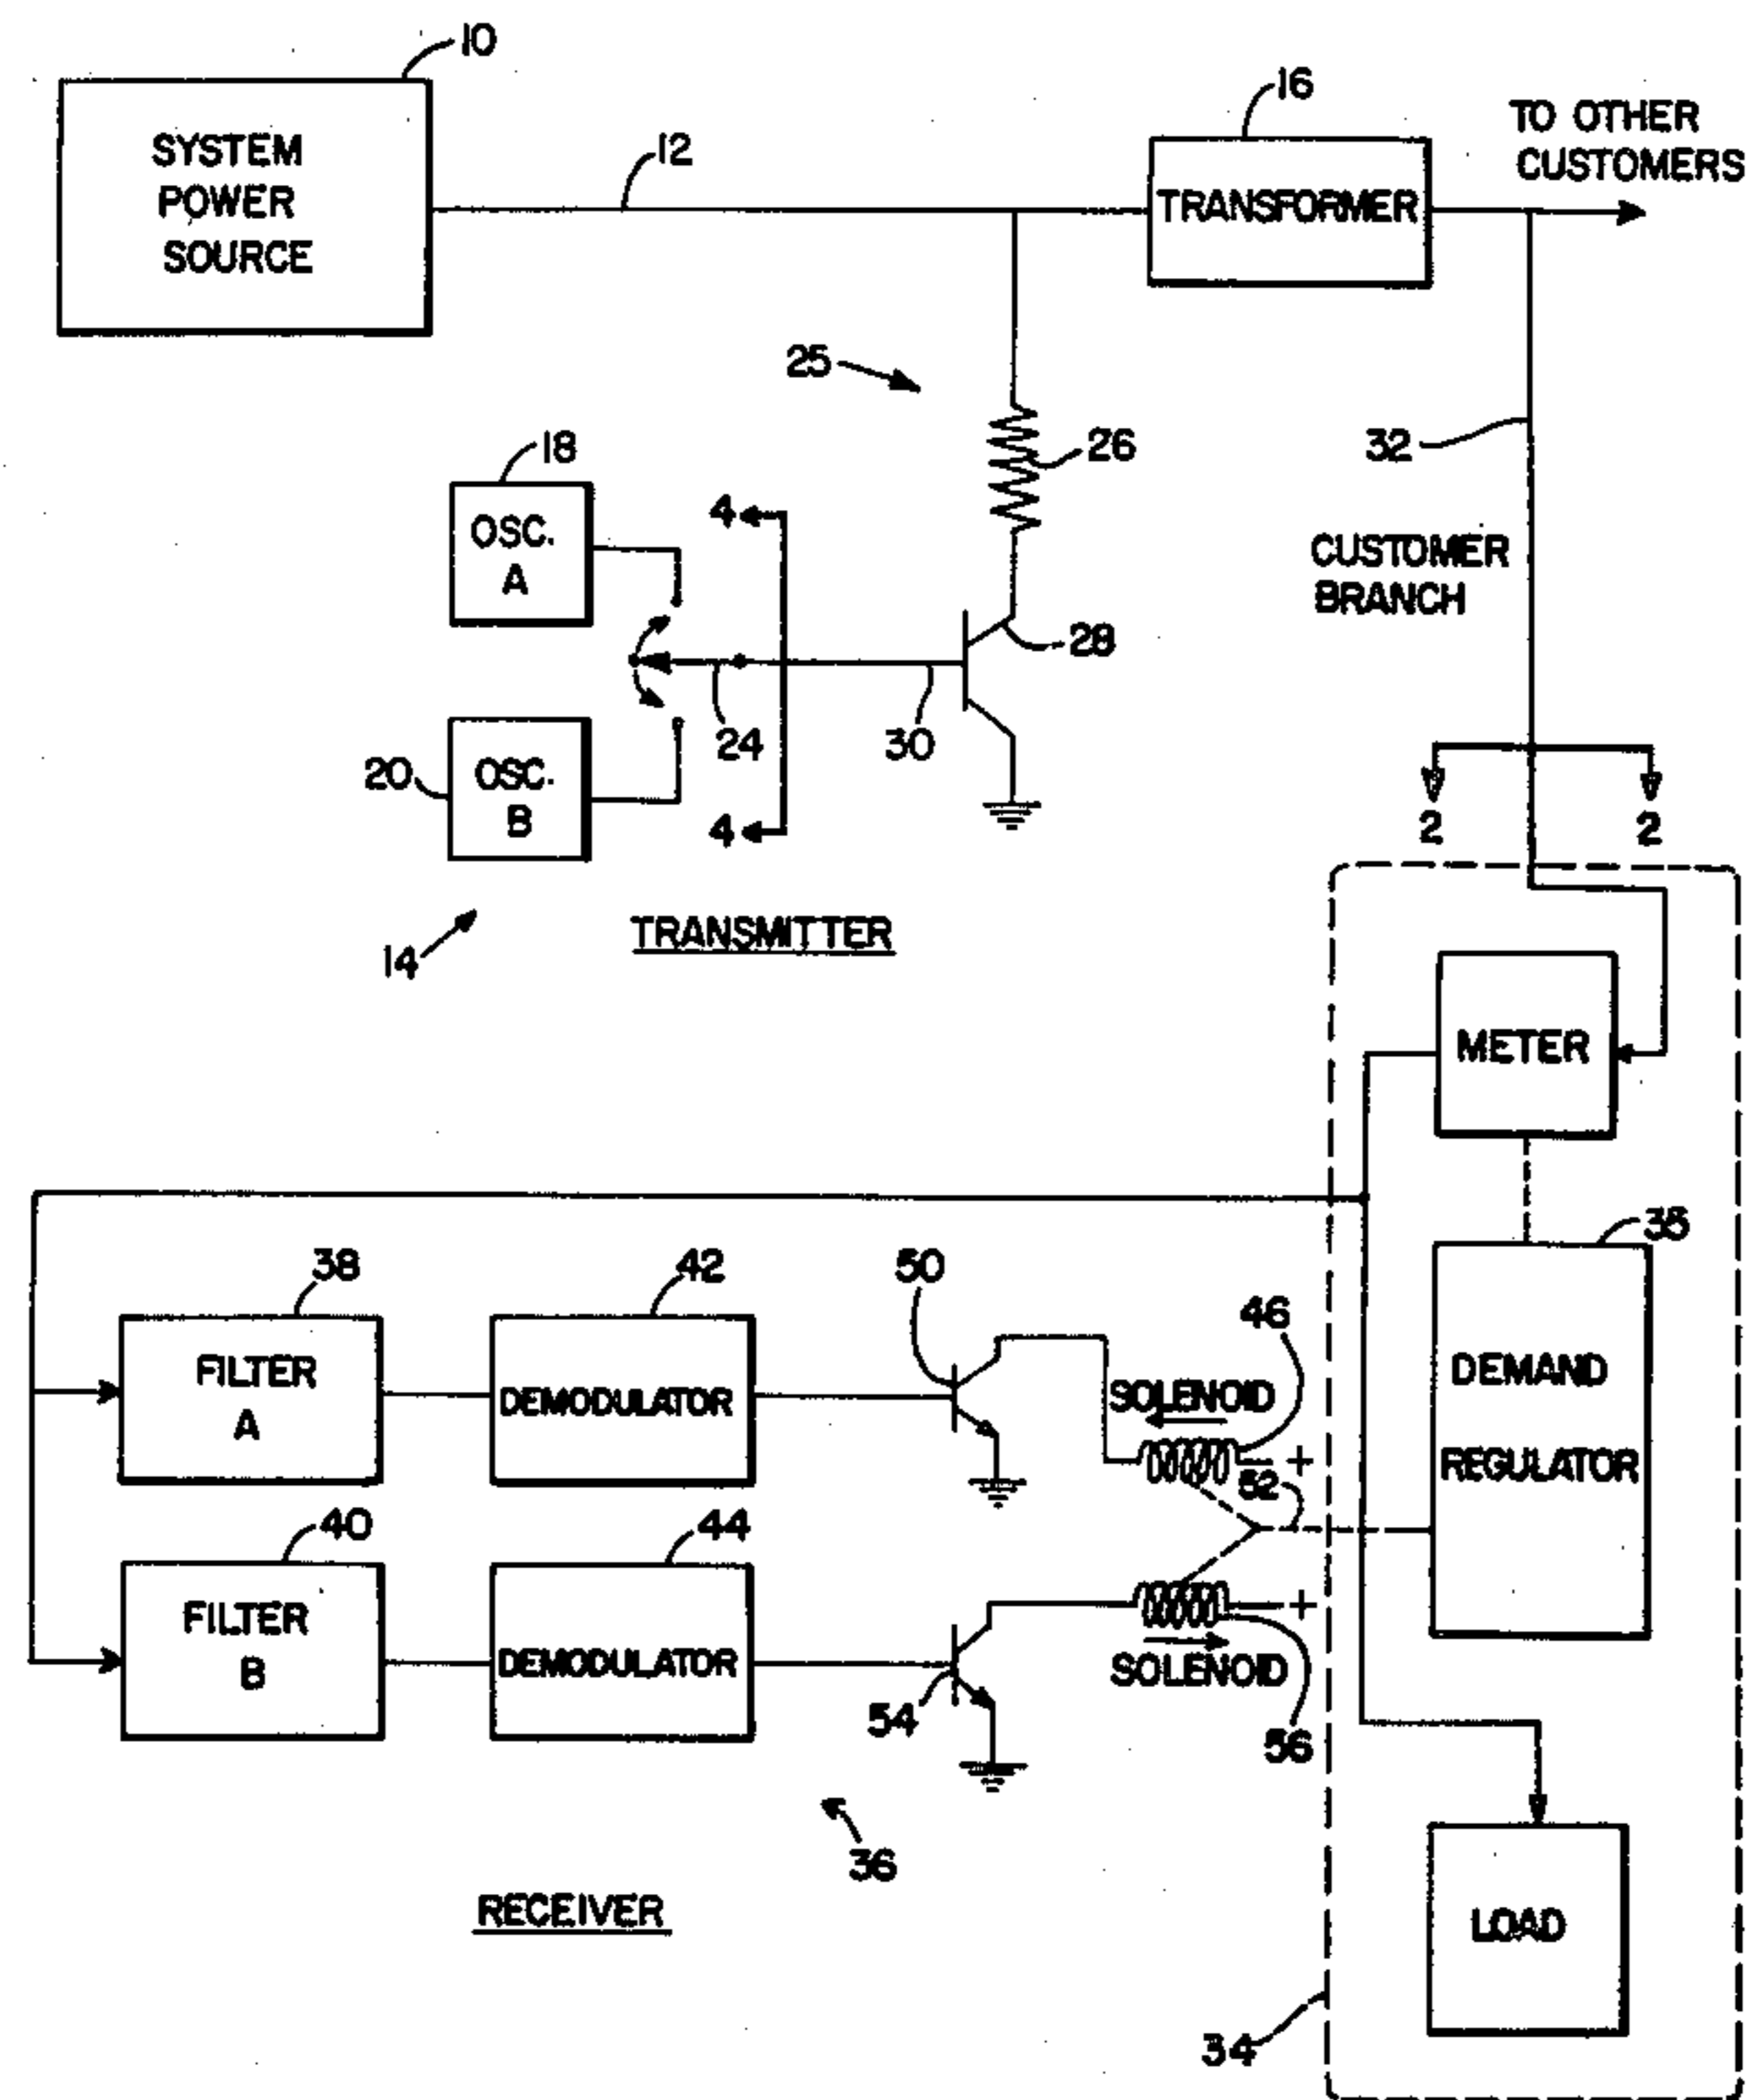 10
SYSTEM
POWER
SOURCE
12
16
TRANSFORMER
TO OTHER
CUSTOMERS
25
26
32
18
OSC.
A
4
CUSTOMER
BRANCH
28
24
30
20
OSC.
B
4
2
2
14
TRANSMITTER
METER
35
38
FILTER
A
42
DEMODULATOR
50
46
SOLENOID
+
52
DEMAND
REGULATOR
40
FILTER
B
44
DEMODULATOR
54
+
SOLENOID
56
36
RECEIVER
LOAD
34